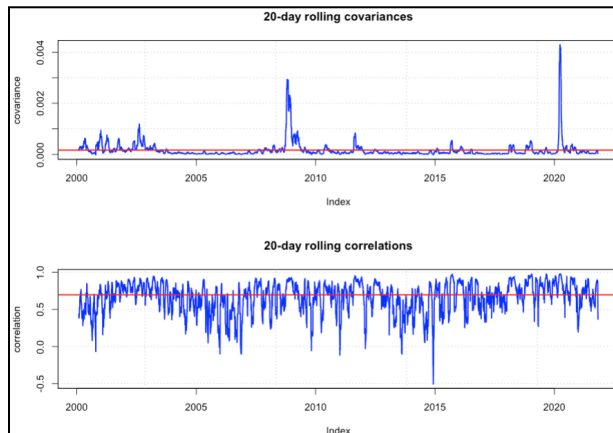 20-day rolling covariances
covariance
0.004
0.002
0.000
2000 2005 2010 2015 2020
Index
20-day rolling correlations
correlation
1.0
0.5
0.0
-0.5
2000 2005 2010 2015 2020
Index